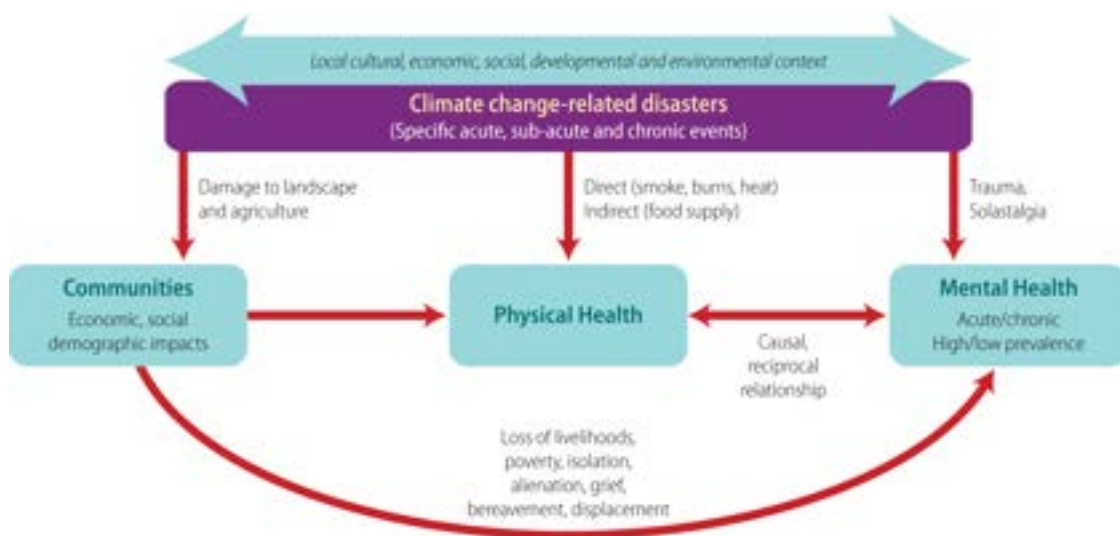 Local cultural, economic, social, developmental and environmental context
Climate change-related disasters
(Specific acute, sub-acute and chronic events)
Damage to landscape
and agriculture
Direct (smoke, burns, heat)
Indirect (food supply)
Trauma,
Solastalgia
Communities
Economic, social
demographic impacts
Physical Health
Mental Health
Acute/chronic
High/low prevalence
Causal,
reciprocal
relationship
Loss of livelihoods,
poverty, isolation,
alienation, grief,
bereavement, displacement